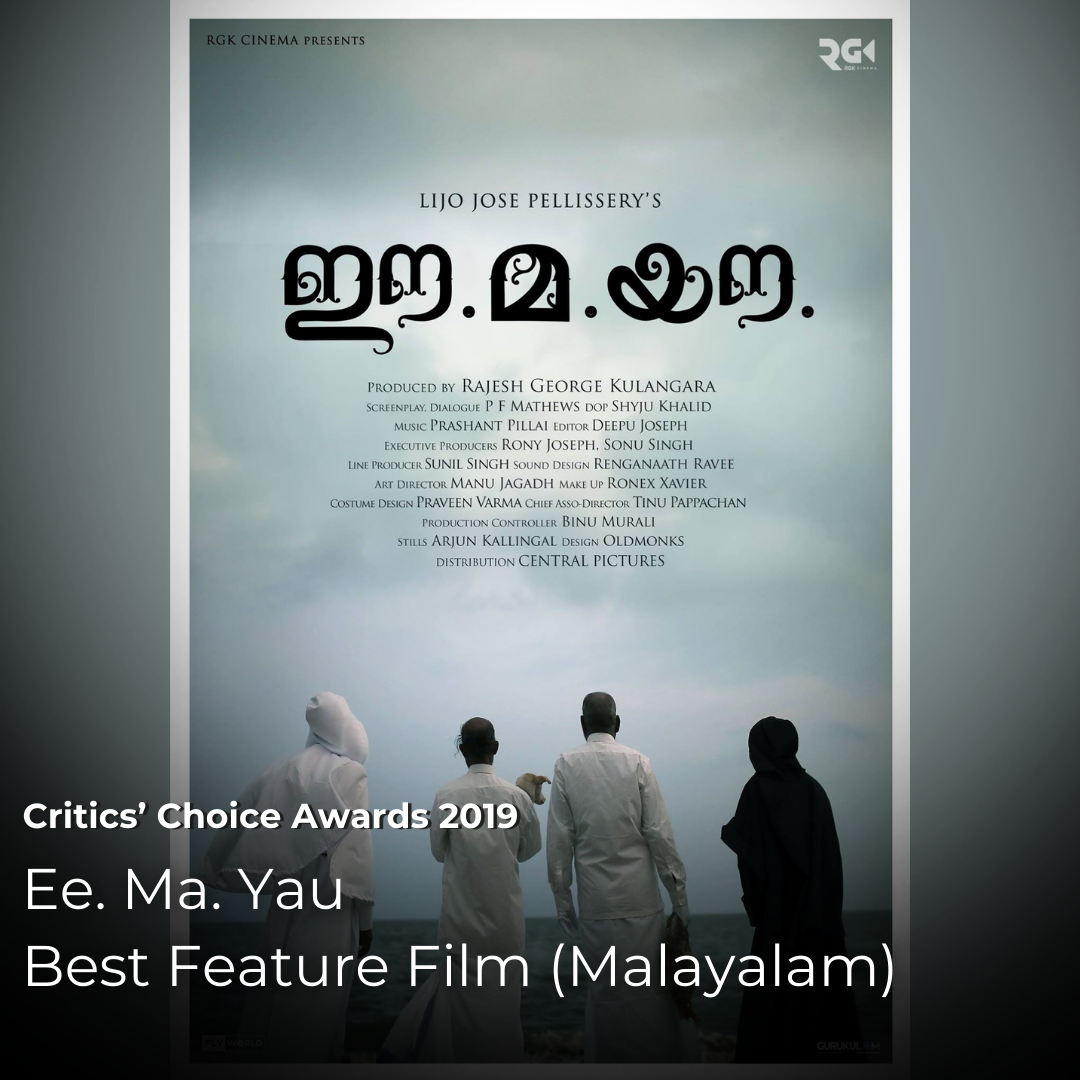 RGK CINEMA PRESENTS
RGK
RGK CINEMA
LIJO JOSE PELLISSERY'S
ഈ.മ.യൗ.
PRODUCED BY RAJESH GEORGE KULANGARA
SCREENPLAY, DIALOGUE P F MATHEWS DOP SHYJU KHALID
MUSIC PRASHANT PILLAI EDITOR DEEPU JOSEPH
EXECUTIVE PRODUCERS RONY JOSEPH, SONU SINGH
LINE PRODUCER SUNIL SINGH SOUND DESIGN RENGANAATH RAVEE
ART DIRECTOR MANU JAGADH MAKE UP RONEX XAVIER
COSTUME DESIGN PRAVEEN VARMA CHIEF ASSO-DIRECTOR TINU PAPPACHAN
PRODUCTION CONTROLLER BINU MURALI
STILLS ARJUN KALLINGAL DESIGN OLDMONKS
DISTRIBUTION CENTRAL PICTURES
Critics' Choice Awards 2019
Ee. Ma. Yau
Best Feature Film (Malayalam)
WORLD